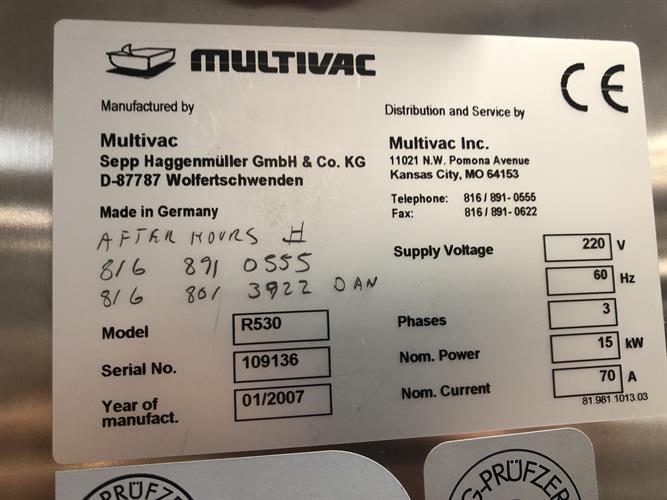 MULTIVAC
CE
Manufactured by
Multivac
Sepp Haggenmüller GmbH & Co. KG
D-87787 Wolfertschwenden
Made in Germany
Distribution and Service by
Multivac Inc.
11021 N.W. Pomona Avenue
Kansas City, MO 64153
Telephone: 816 / 891- 0555
Fax: 816 / 891- 0622
AFTER HOURS #
816 891 0555
816 801 3922 DAN
Model R530
Serial No. 109136
Year of
manufact. 01/2007
Supply Voltage 220 V
60 Hz
Phases 3
Nom. Power 15 kW
Nom. Current 70 A
81.981 1013.03
PRÜFZE
G-PRÜFZER